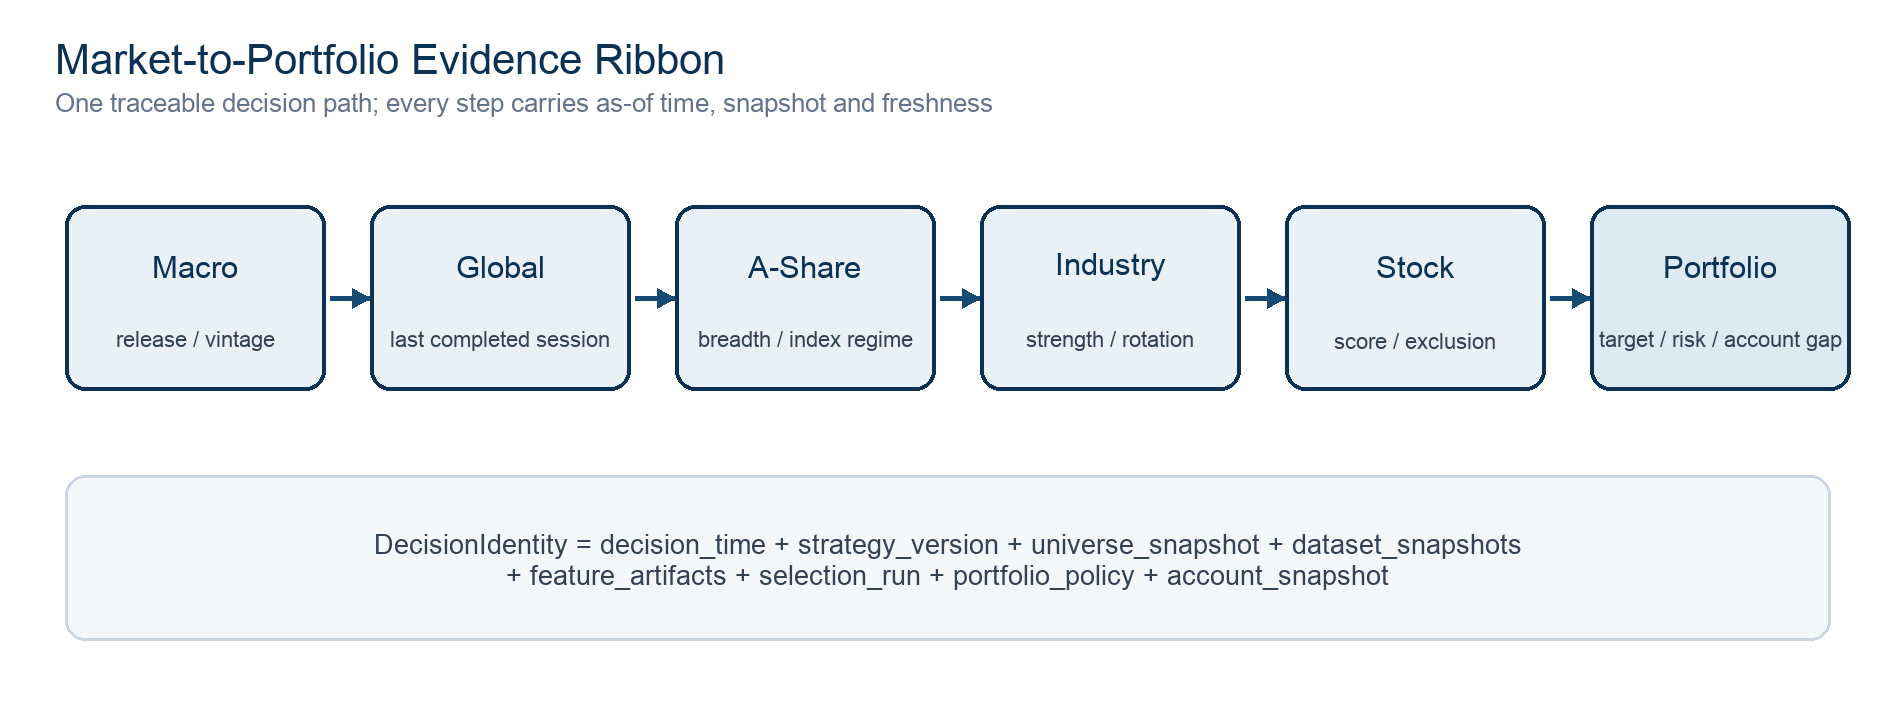 Market-to-Portfolio Evidence Ribbon
One traceable decision path; every step carries as-of time, snapshot and freshness
Macro
release / vintage
Global
last completed session
A-Share
breadth / index regime
Industry
strength / rotation
Stock
score / exclusion
Portfolio
target / risk / account gap
DecisionIdentity = decision_time + strategy_version + universe_snapshot + dataset_snapshots
+ feature_artifacts + selection_run + portfolio_policy + account_snapshot